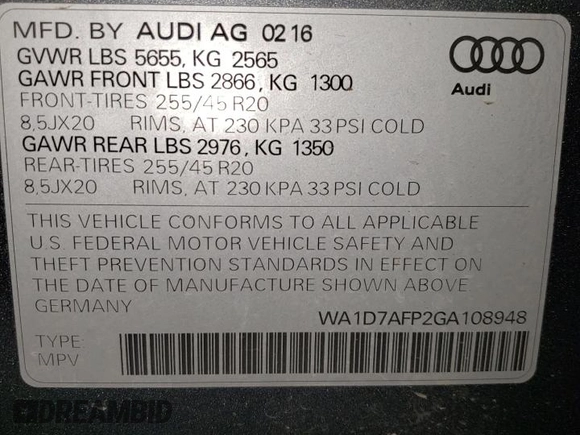 MFD. BY AUDI AG 02 16
GVWR LBS 5655, KG 2565
GAWR FRONT LBS 2866, KG 1300
FRONT-TIRES 255/45 R20
8,5JX20 RIMS, AT 230 KPA 33 PSI COLD
GAWR REAR LBS 2976, KG 1350
REAR-TIRES 255/45 R20
8,5JX20 RIMS, AT 230 KPA 33 PSI COLD
Audi
THIS VEHICLE CONFORMS TO ALL APPLICABLE
U.S. FEDERAL MOTOR VEHICLE SAFETY AND
THEFT PREVENTION STANDARDS IN EFFECT ON
THE DATE OF MANUFACTURE SHOWN ABOVE
GERMANY
WA1D7AFP2GA108948
TYPE:
MPV
DREAMBID